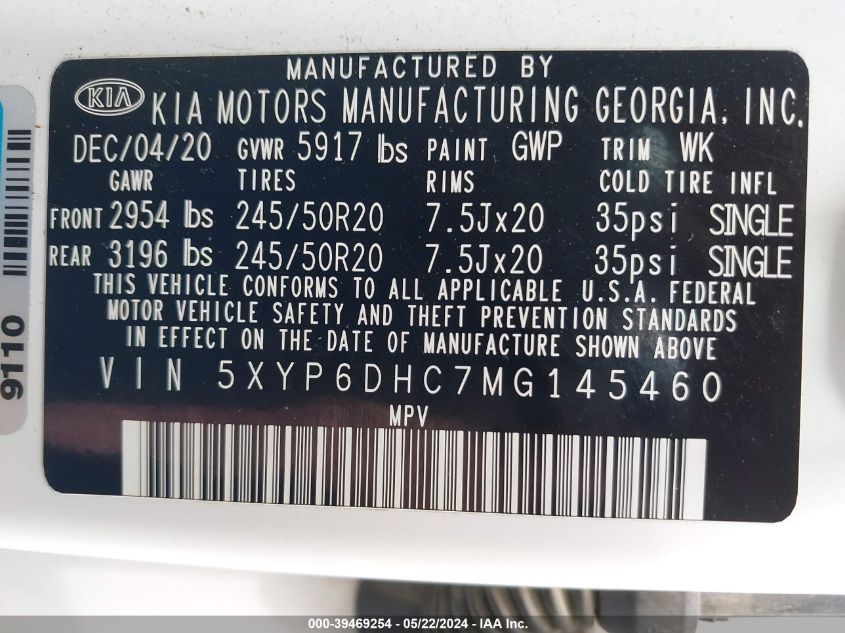 MANUFACTURED BY
KIA KIA MOTORS MANUFACTURING GEORGIA, INC.
DEC/04/20 GVWR 5917 lbs PAINT GWP TRIM WK
GAWR TIRES RIMS COLD TIRE INFL
FRONT 2954 lbs 245/50R20 7.5Jx20 35psi SINGLE
REAR 3196 lbs 245/50R20 7.5Jx20 35psi SINGLE
THIS VEHICLE CONFORMS TO ALL APPLICABLE U.S.A. FEDERAL
MOTOR VEHICLE SAFETY AND THEFT PREVENTION STANDARDS
IN EFFECT ON THE DATE OF MANUFACTURE SHOWN ABOVE
VIN 5XYP6DHC7MG145460
MPV
9110
000-39469254 - 05/22/2024 - IAA Inc.